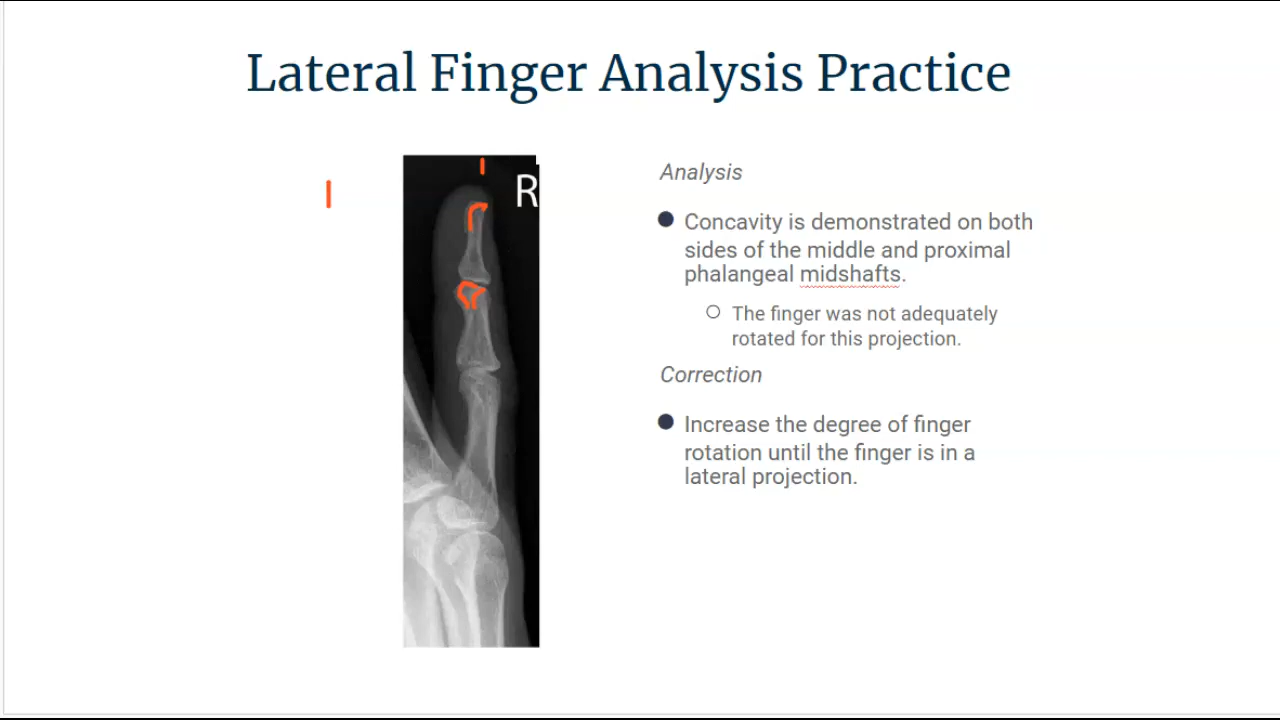 Lateral Finger Analysis Practice
R
Analysis
Concavity is demonstrated on both
sides of the middle and proximal
phalangeal midshafts.
The finger was not adequately
rotated for this projection.
Correction
Increase the degree of finger
rotation until the finger is in a
lateral projection.